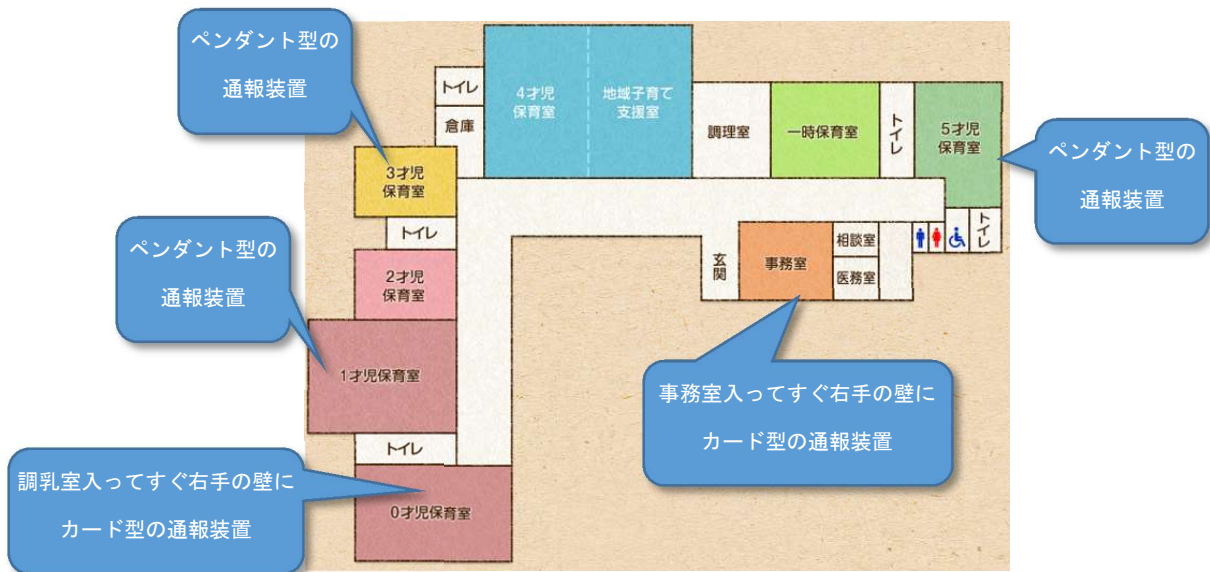 ペンダント型の
通報装置
トイレ
倉庫
4才児
保育室
地域子育て
支援室
調理室
一時保育室
トイレ
5才児
保育室
ペンダント型の
通報装置
3才児
保育室
トイレ
ペンダント型の
通報装置
2才児
保育室
玄関
事務室
相談室
医務室
トイレ
1才児保育室
トイレ
事務室入ってすぐ右手の壁に
カード型の通報装置
調乳室入ってすぐ右手の壁に
カード型の通報装置
0才児保育室